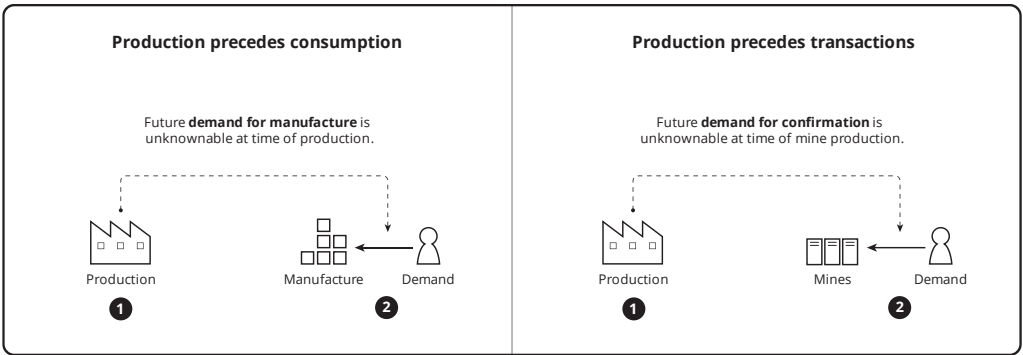 Production precedes consumption
Future demand for manufacture is
unknowable at time of production.
Production
Manufacture
Demand
1
2
Production precedes transactions
Future demand for confirmation is
unknowable at time of mine production.
Production
Mines
Demand
1
2